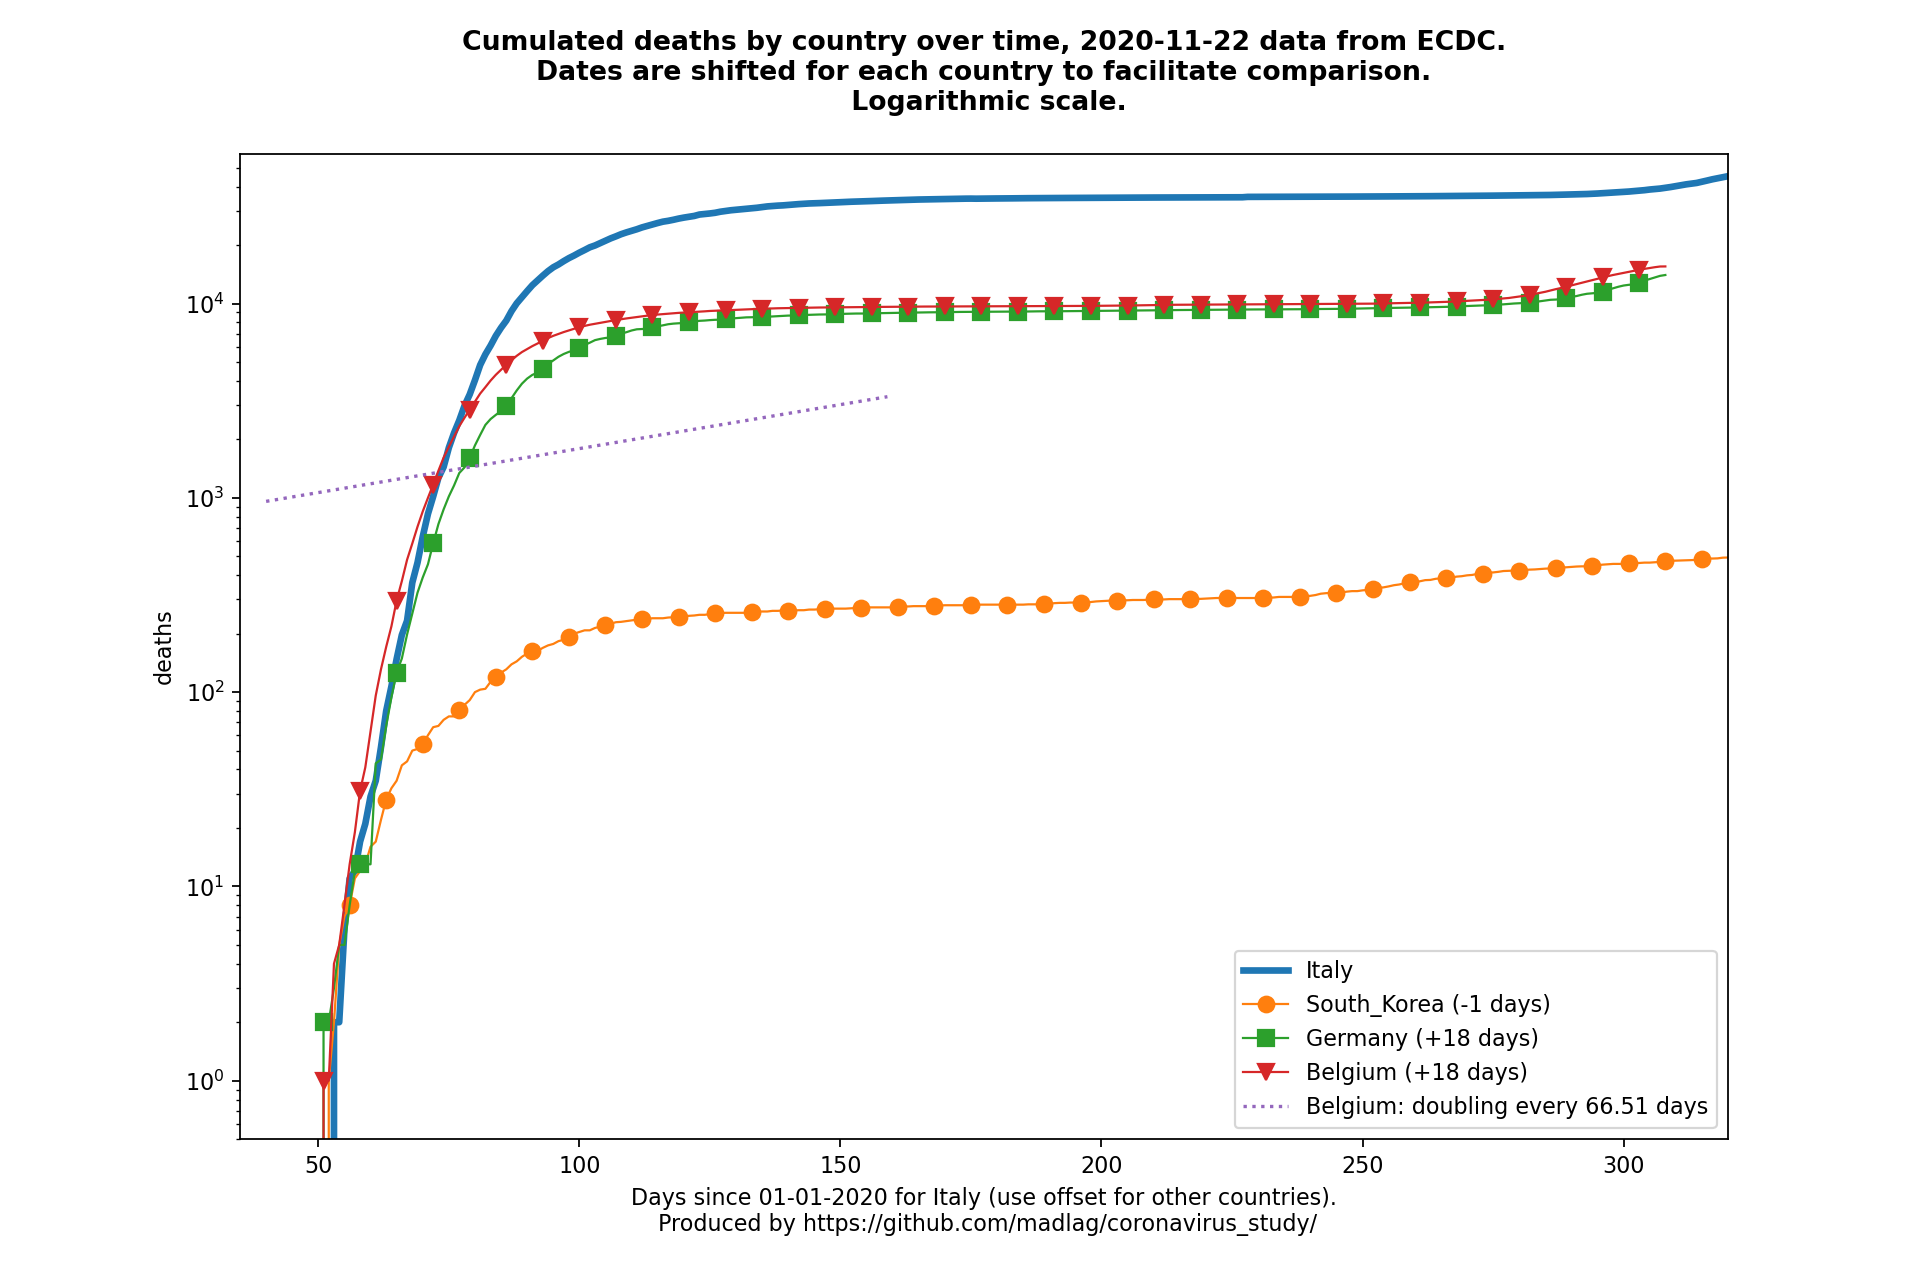 Cumulated deaths by country over time, 2020-11-22 data from ECDC.
Dates are shifted for each country to facilitate comparison.
Logarithmic scale.
deaths
10⁴
10³
10²
10¹
10⁰
50 100 150 200 250 300
Italy
South_Korea (-1 days)
Germany (+18 days)
Belgium (+18 days)
Belgium: doubling every 66.51 days
Days since 01-01-2020 for Italy (use offset for other countries).
Produced by https://github.com/madlag/coronavirus_study/